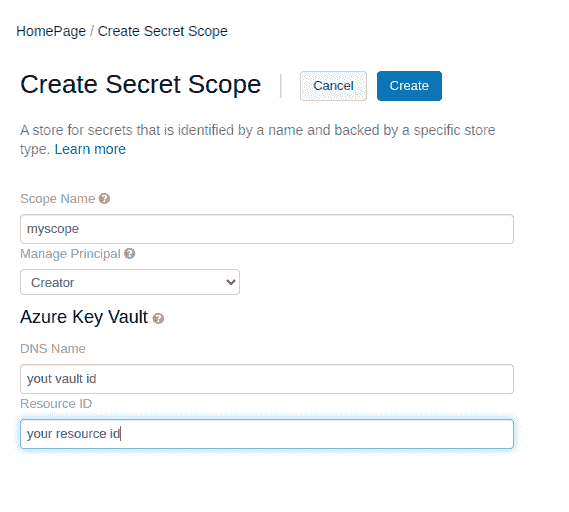 HomePage / Create Secret Scope
Create Secret Scope | Cancel Create
A store for secrets that is identified by a name and backed by a specific store
type. Learn more
Scope Name ?
myscope
Manage Principal ?
Creator
Azure Key Vault ?
DNS Name
yout vault id
Resource ID
your resource id